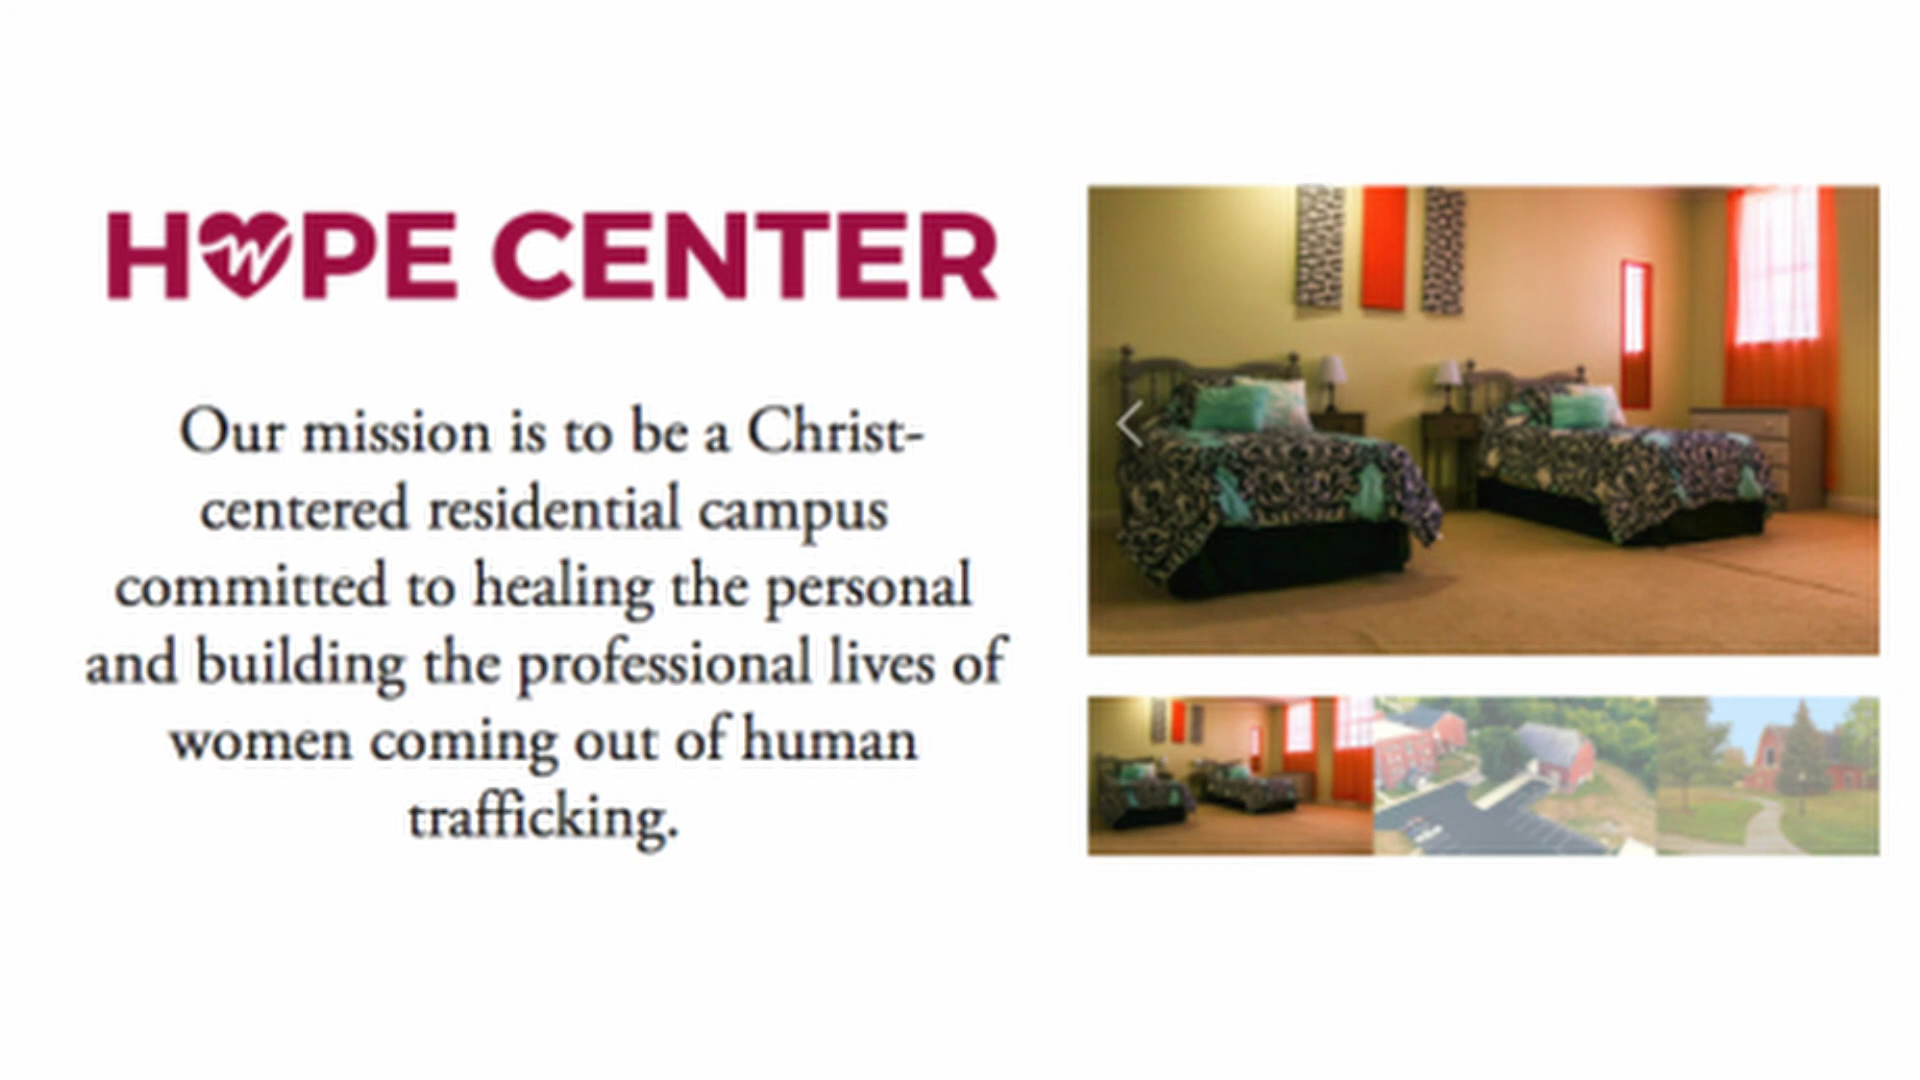 HOPE CENTER
Our mission is to be a Christ-
centered residential campus
committed to healing the personal
and building the professional lives of
women coming out of human
trafficking.